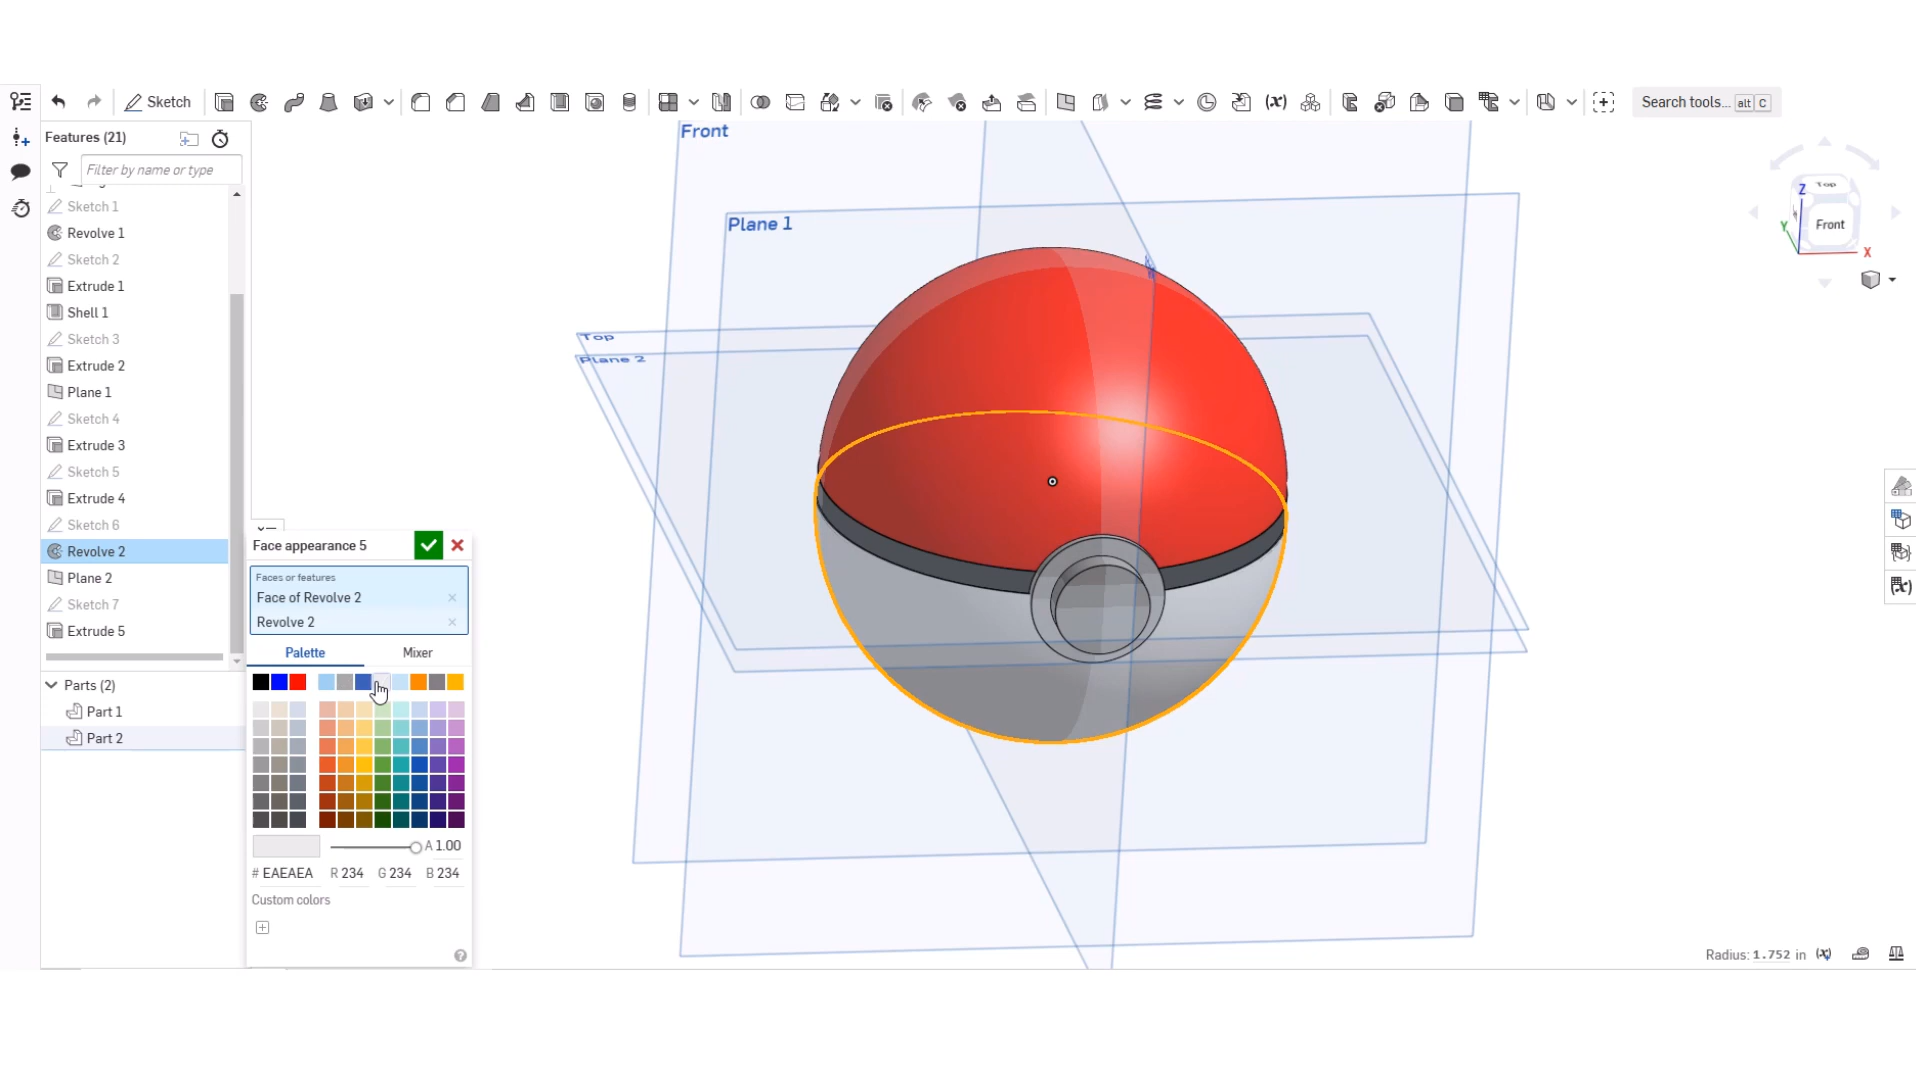 Sketch
Search tools... alt C
Features (21)
Filter by name or type
Sketch 1
Revolve 1
Sketch 2
Extrude 1
Shell 1
Sketch 3
Extrude 2
Plane 1
Sketch 4
Extrude 3
Sketch 5
Extrude 4
Sketch 6
Revolve 2
Plane 2
Sketch 7
Extrude 5
Parts (2)
Part 1
Part 2
Face appearance 5
Faces or features
Face of Revolve 2
Revolve 2
Palette
Mixer
A 1.00
# EAEAEA R 234 G 234 B 234
Custom colors
Front
Plane 1
Top
Plane 2
Top
Z
Front
Y
X
(x)
Radius: 1.752 in